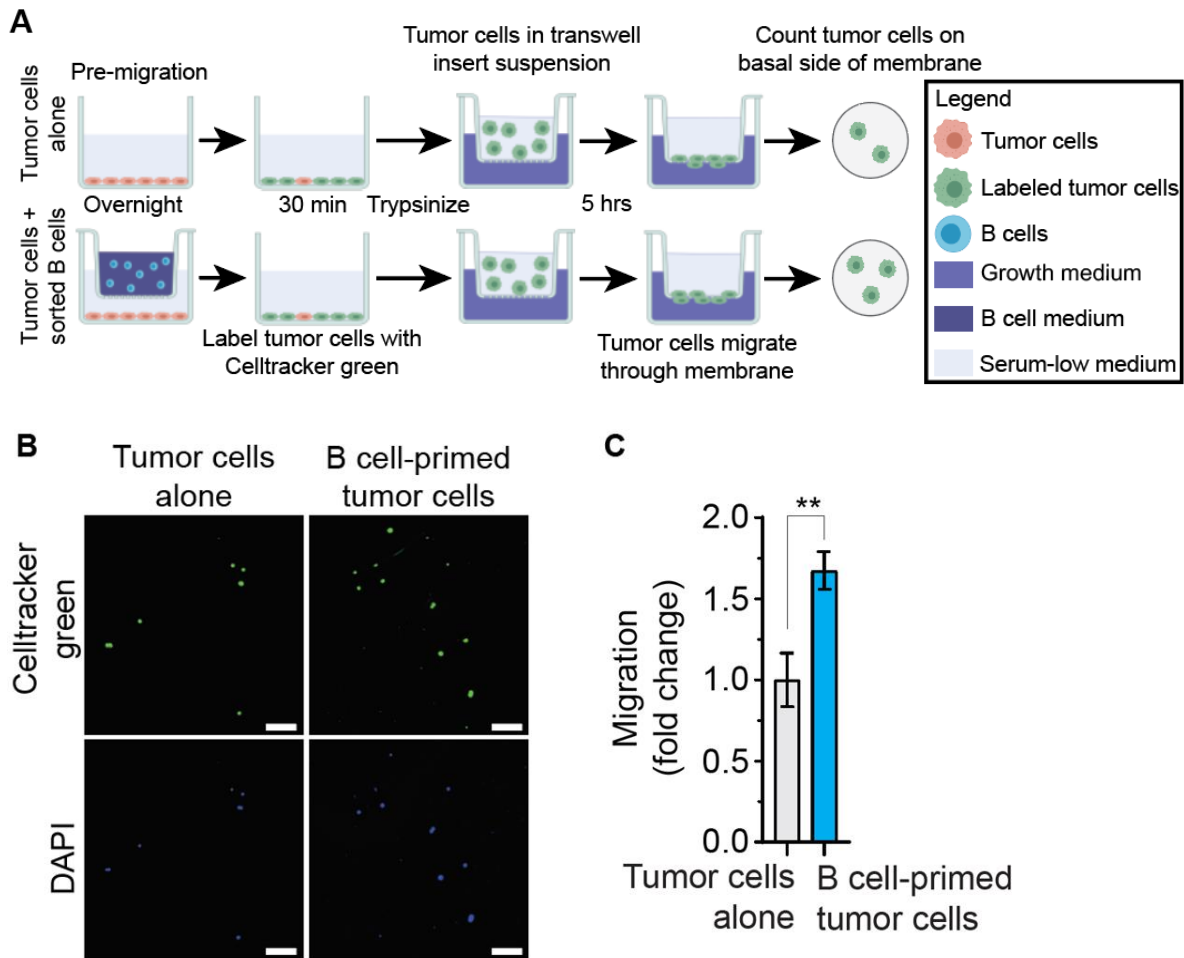 A
Tumor cells in transwell
insert suspension
Count tumor cells on
basal side of membrane
Pre-migration
Tumor cells
alone
Overnight
30 min
Trypsinize
5 hrs
Tumor cells +
sorted B cells
Label tumor cells with
Celltracker green
Tumor cells migrate
through membrane
Legend
Tumor cells
Labeled tumor cells
B cells
Growth medium
B cell medium
Serum-low medium
B
Tumor cells
alone
B cell-primed
tumor cells
Celltracker
green
DAPI
C
Migration
(fold change)
2.0
1.5
1.0
0.5
0.0
**
Tumor cells
alone
B cell-primed
tumor cells